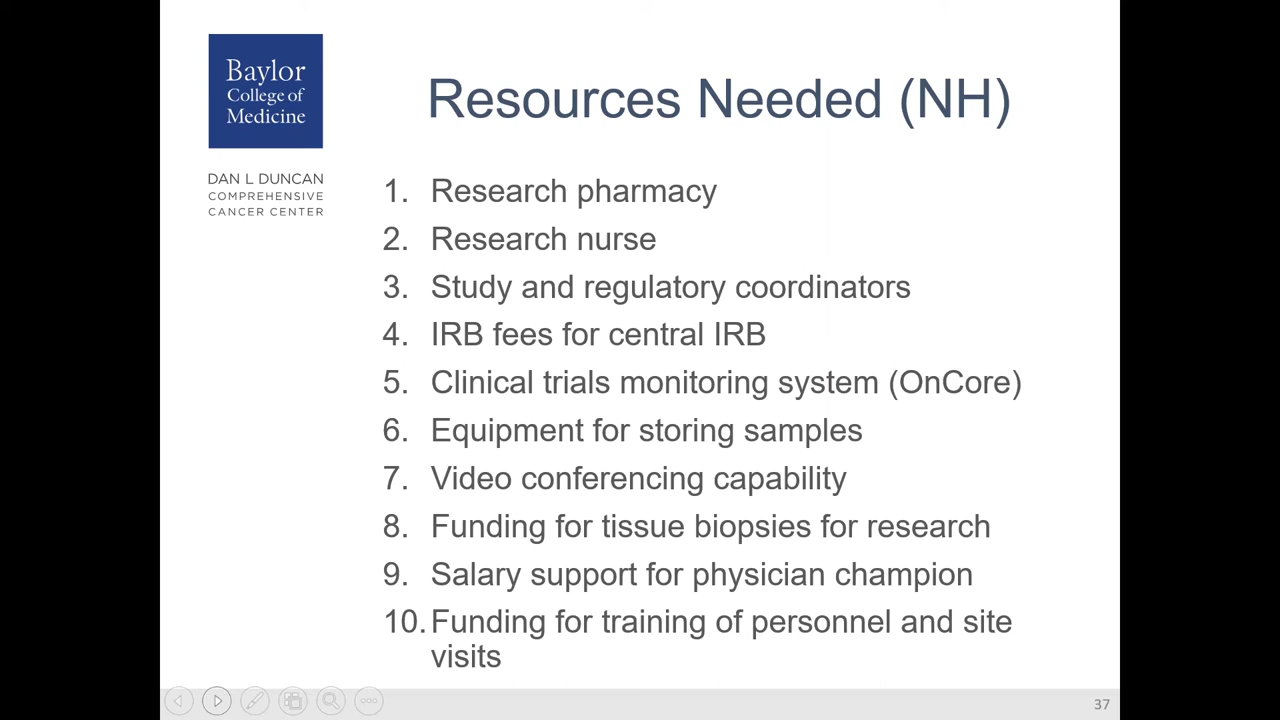 Baylor
College of
Medicine
DAN L DUNCAN
COMPREHENSIVE
CANCER CENTER
Resources Needed (NH)
1. Research pharmacy
2. Research nurse
3. Study and regulatory coordinators
4. IRB fees for central IRB
5. Clinical trials monitoring system (OnCore)
6. Equipment for storing samples
7. Video conferencing capability
8. Funding for tissue biopsies for research
9. Salary support for physician champion
10. Funding for training of personnel and site
visits
37